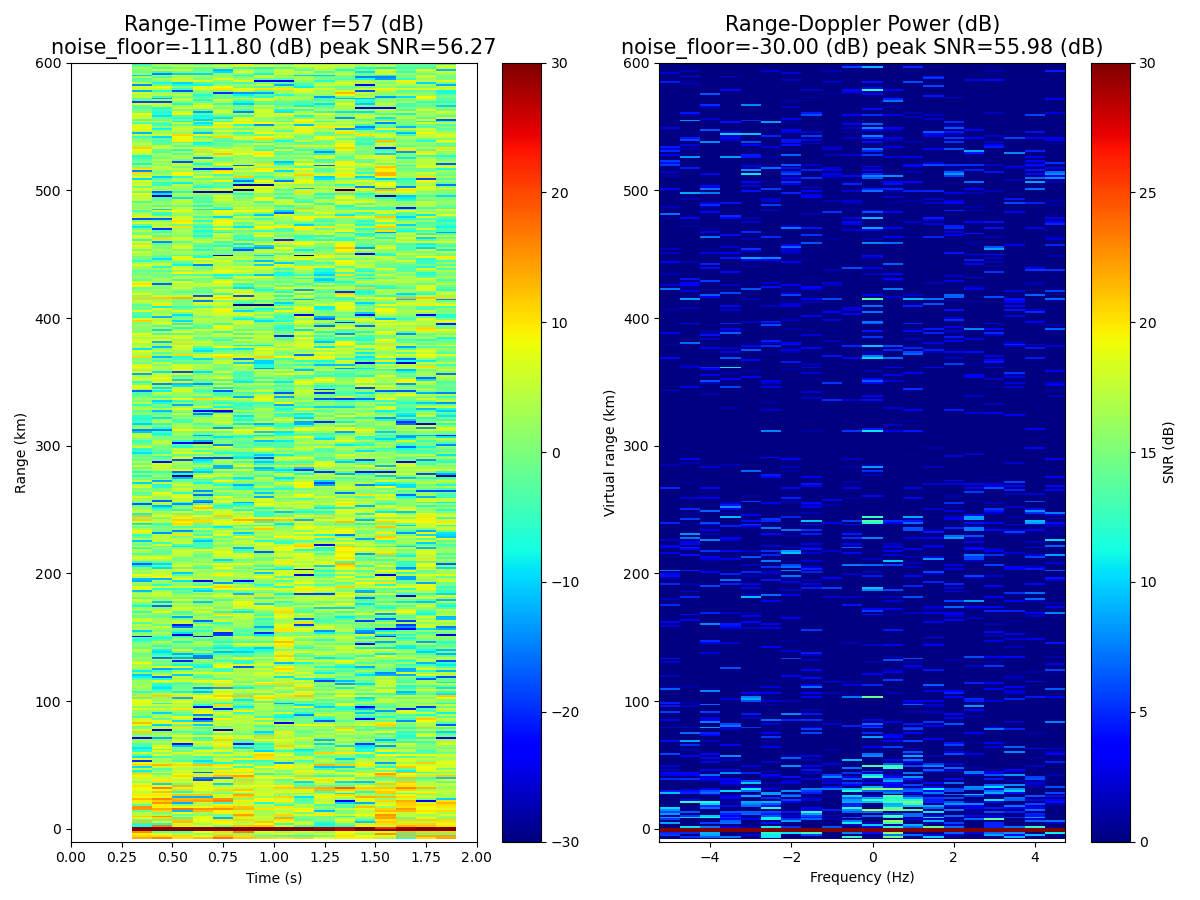 Range-Time Power f=57 (dB)
noise_floor=-111.80 (dB) peak SNR=56.27
Range-Doppler Power (dB)
noise_floor=-30.00 (dB) peak SNR=55.98 (dB)
600
500
400
300
200
100
0
Range (km)
0.00 0.25 0.50 0.75 1.00 1.25 1.50 1.75 2.00
Time (s)
30
20
10
0
−10
−20
−30
600
500
400
300
200
100
0
Virtual range (km)
−4 −2 0 2 4
Frequency (Hz)
30
25
20
15
10
5
0
SNR (dB)